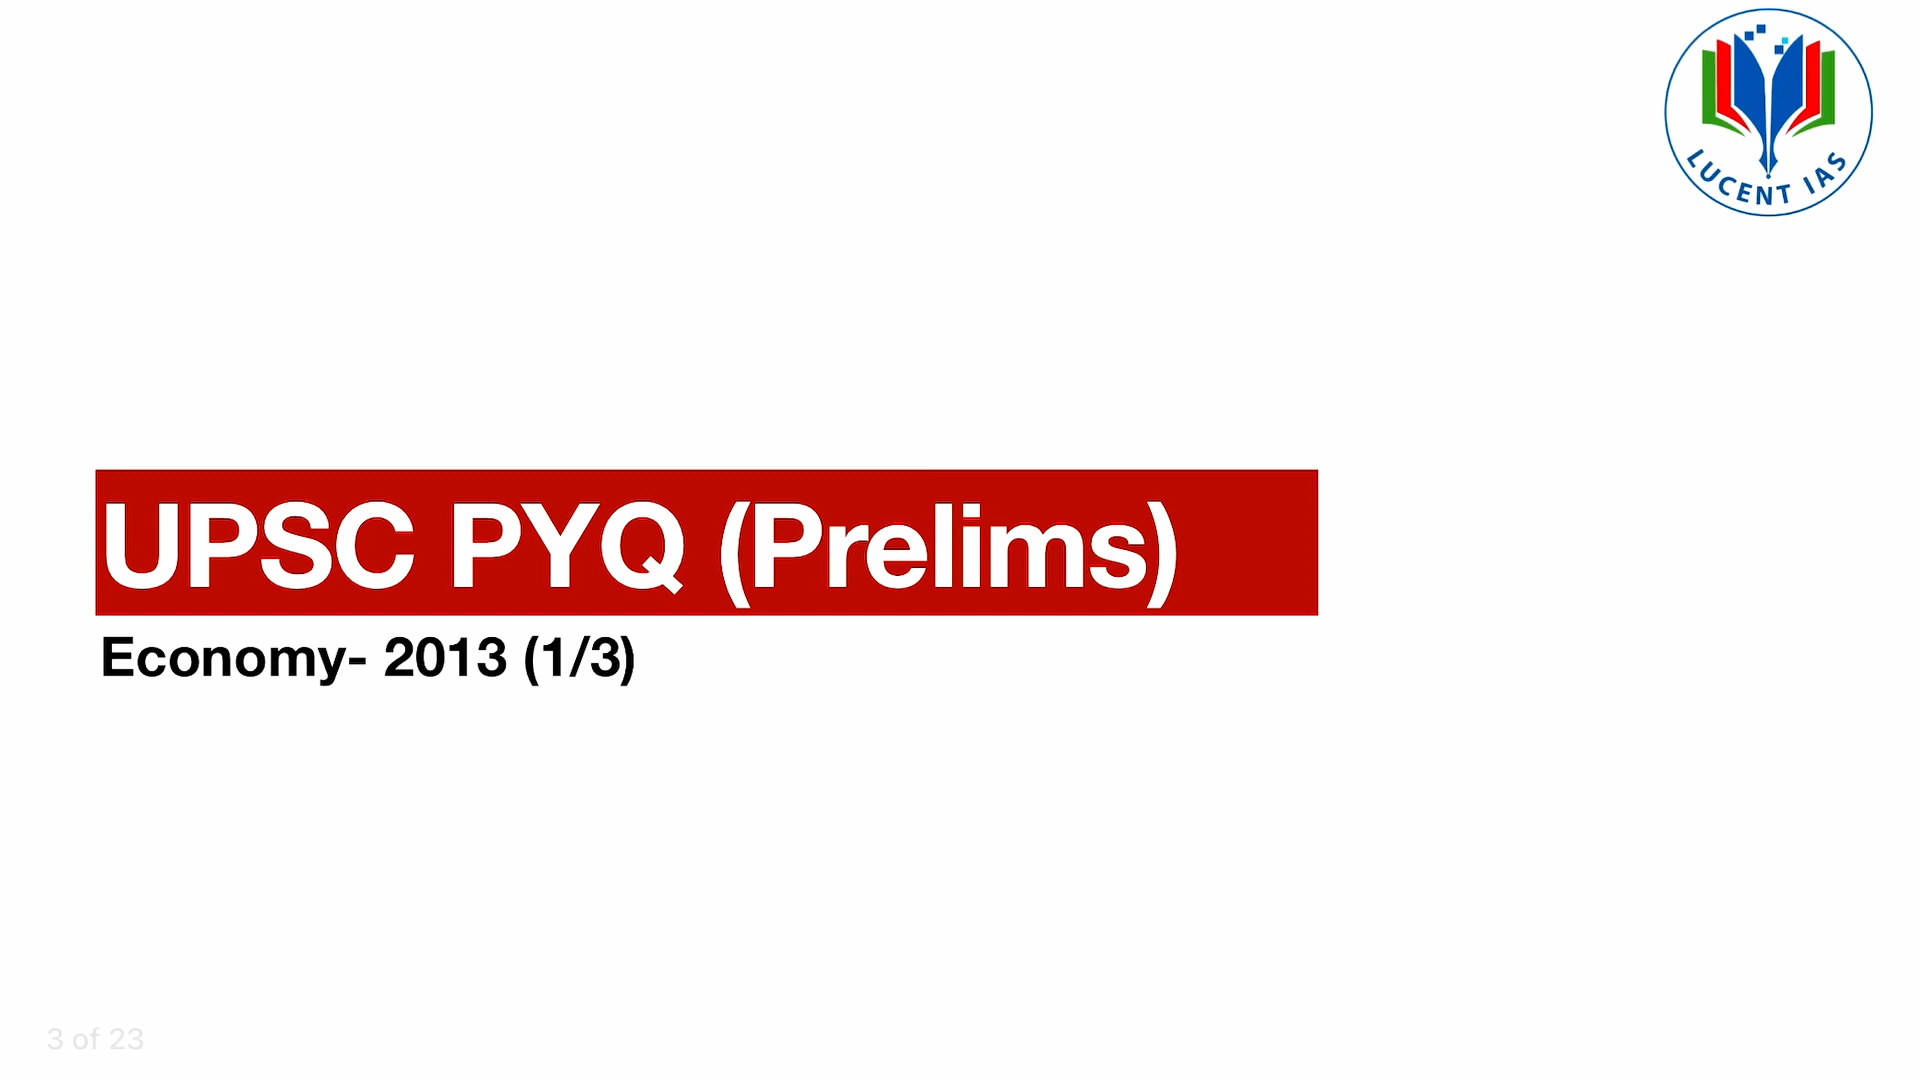 LUCENT IAS
UPSC PYQ (Prelims)
Economy- 2013 (1/3)
3 of 23